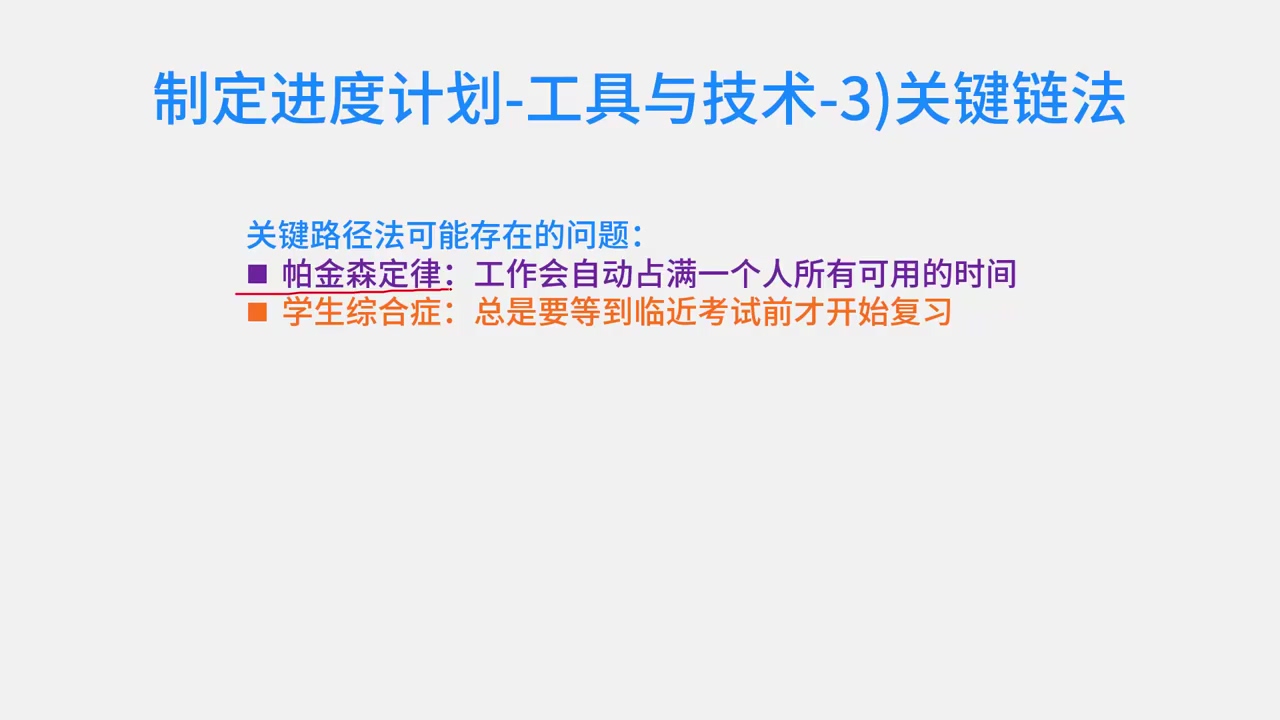 制定进度计划-工具与技术-3)关键链法
关键路径法可能存在的问题：
■ 帕金森定律：工作会自动占满一个人所有可用的时间
■ 学生综合症：总是要等到临近考试前才开始复习